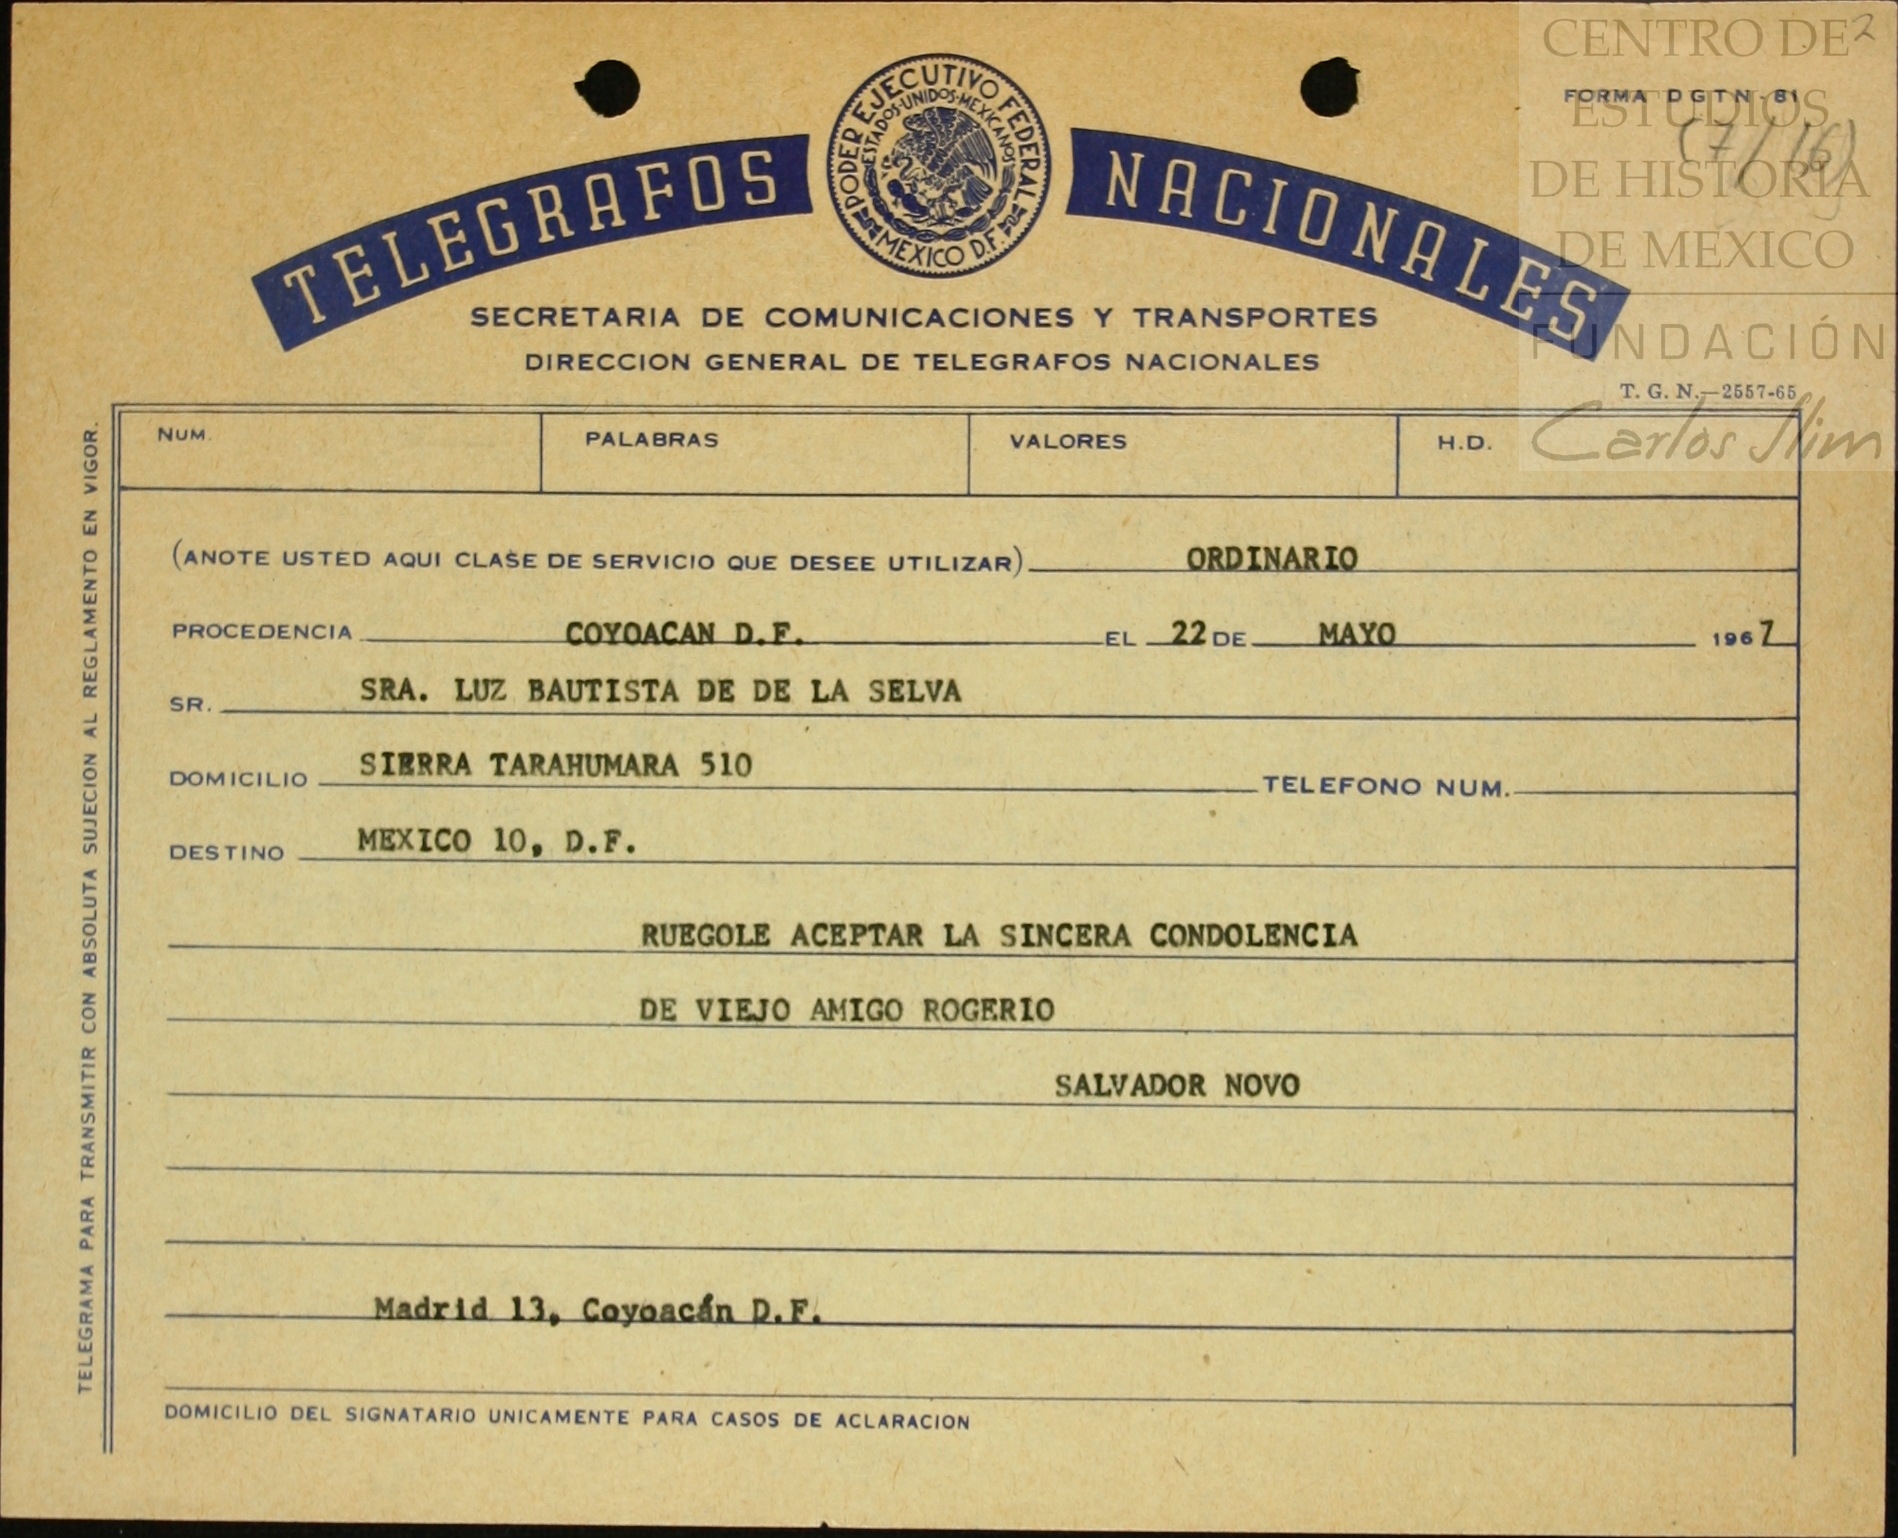 CENTRO DE
2
ESTUDIOS
DE HISTORIA
DE MÉXICO
FUNDACIÓN
Carlos Slim
FORMA D G T N - 81
(7/16)
PODER EJECUTIVO FEDERAL
ESTADOS·UNIDOS·MEXICANOS
MEXICO D.F.
TELEGRAFOS NACIONALES
SECRETARIA DE COMUNICACIONES Y TRANSPORTES
DIRECCION GENERAL DE TELEGRAFOS NACIONALES
T. G. N.—2557-65
NUM. PALABRAS VALORES H.D.
(ANOTE USTED AQUI CLASE DE SERVICIO QUE DESEE UTILIZAR) ORDINARIO
PROCEDENCIA COYOACAN D.F. EL 22 DE MAYO 1967
SR. SRA. LUZ BAUTISTA DE DE LA SELVA
DOMICILIO SIERRA TARAHUMARA 510 TELEFONO NUM.
DESTINO MEXICO 10, D.F.
RUEGOLE ACEPTAR LA SINCERA CONDOLENCIA
DE VIEJO AMIGO ROGERIO
SALVADOR NOVO
Madrid 13, Coyoacán D.F.
DOMICILIO DEL SIGNATARIO UNICAMENTE PARA CASOS DE ACLARACION
TELEGRAMA PARA TRANSMITIR CON ABSOLUTA SUJECION AL REGLAMENTO EN VIGOR.